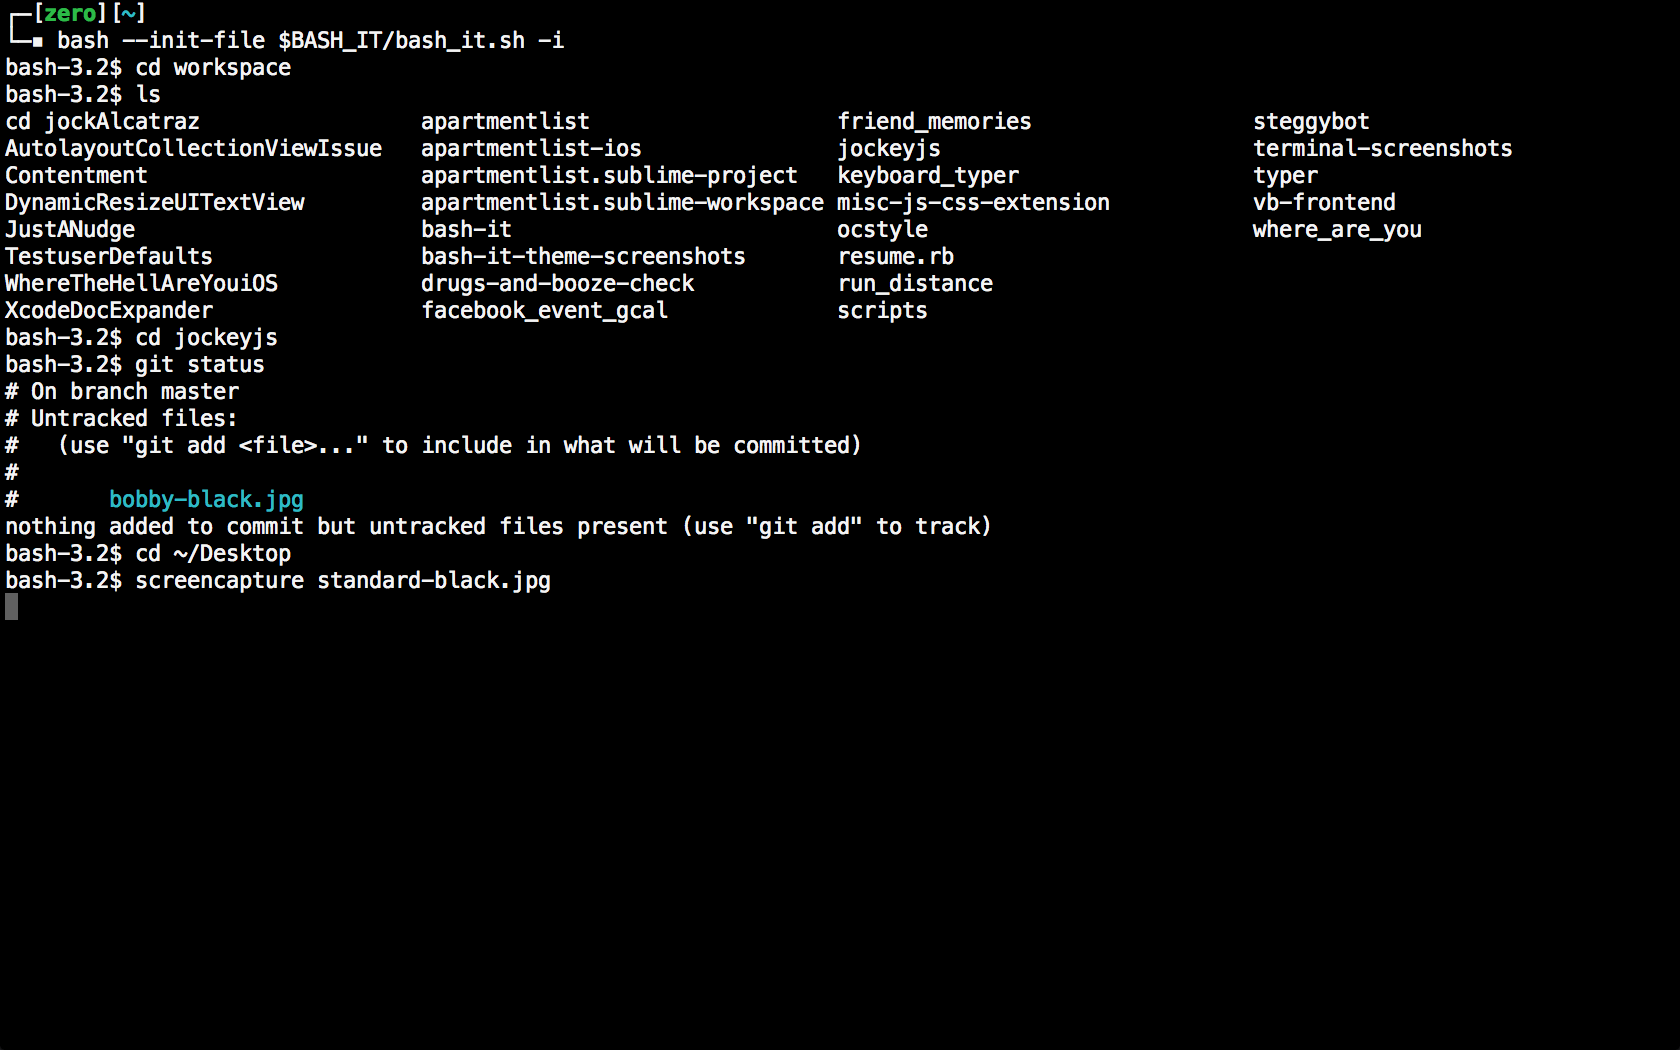 ┌─[zero][~]
└─▪ bash --init-file $BASH_IT/bash_it.sh -i
bash-3.2$ cd workspace
bash-3.2$ ls
cd jockAlcatraz                 apartmentlist                   friend_memories                 steggybot
AutolayoutCollectionViewIssue   apartmentlist-ios               jockeyjs                        terminal-screenshots
Contentment                     apartmentlist.sublime-project   keyboard_typer                  typer
DynamicResizeUITextView         apartmentlist.sublime-workspace misc-js-css-extension           vb-frontend
JustANudge                      bash-it                         ocstyle                         where_are_you
TestuserDefaults                bash-it-theme-screenshots       resume.rb
WhereTheHellAreYouiOS           drugs-and-booze-check           run_distance
XcodeDocExpander                facebook_event_gcal             scripts
bash-3.2$ cd jockeyjs
bash-3.2$ git status
# On branch master
# Untracked files:
#   (use "git add <file>..." to include in what will be committed)
#
#       bobby-black.jpg
nothing added to commit but untracked files present (use "git add" to track)
bash-3.2$ cd ~/Desktop
bash-3.2$ screencapture standard-black.jpg